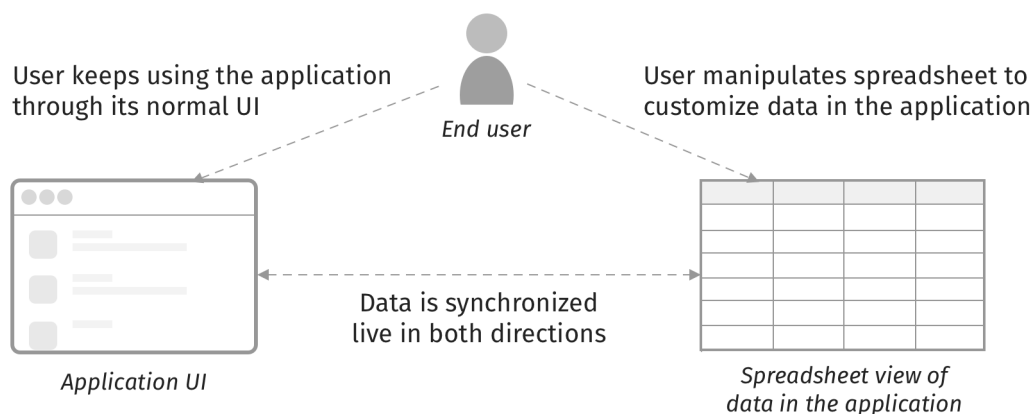 User keeps using the application
through its normal UI
End user
User manipulates spreadsheet to
customize data in the application
Data is synchronized
live in both directions
Application UI
Spreadsheet view of
data in the application